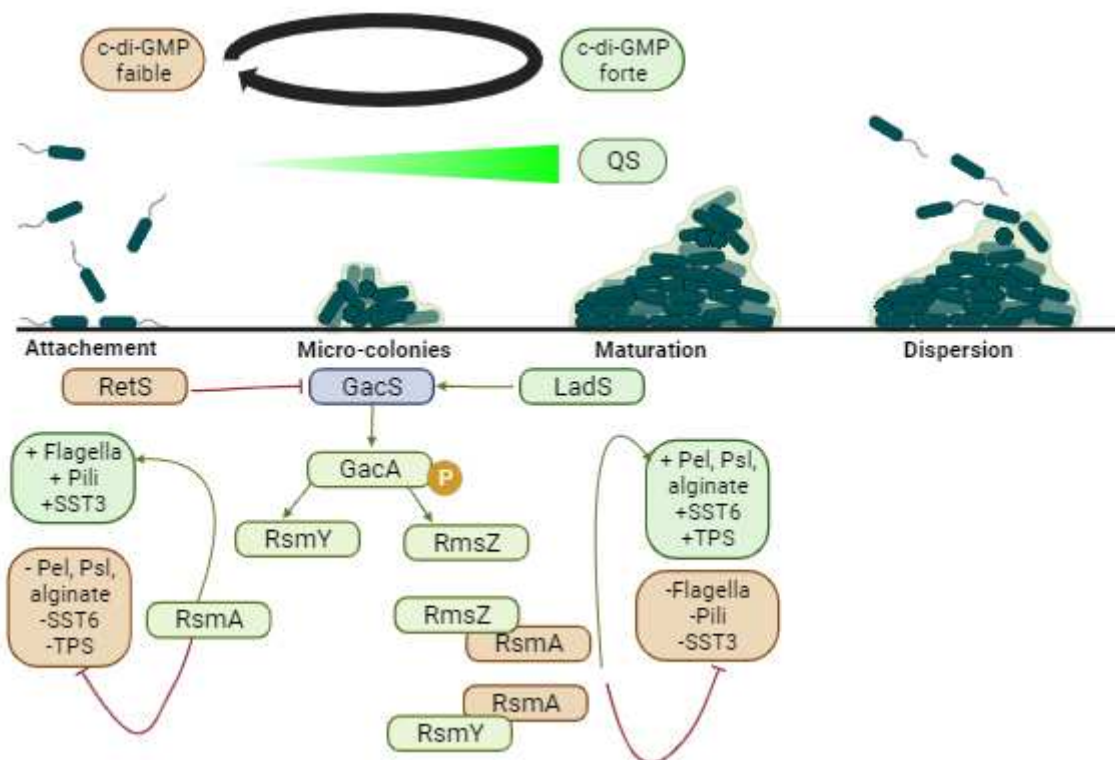 c-di-GMP
faible
c-di-GMP
forte
QS
Attachement
Micro-colonies
Maturation
Dispersion
RetS
GacS
LadS
+ Flagella
+ Pili
+SST3
GacA
P
+ Pel, Psl,
alginate
+SST6
+TPS
RsmY
RmsZ
- Pel, Psl,
alginate
-SST6
-TPS
RsmA
RmsZ
RsmA
-Flagella
-Pili
-SST3
RsmA
RsmY